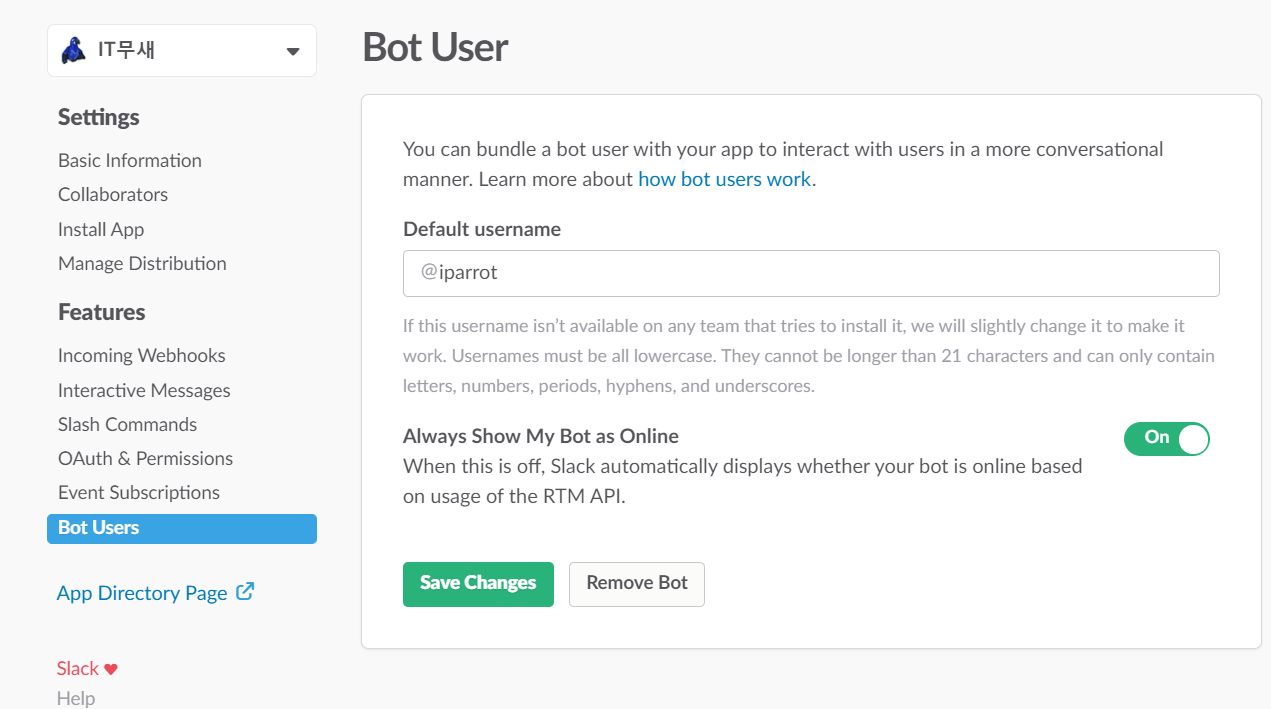 IT무새
Settings
Basic Information
Collaborators
Install App
Manage Distribution
Features
Incoming Webhooks
Interactive Messages
Slash Commands
OAuth & Permissions
Event Subscriptions
Bot Users
App Directory Page
Slack
Help
Bot User
You can bundle a bot user with your app to interact with users in a more conversational
manner. Learn more about how bot users work.
Default username
@iparrot
If this username isn’t available on any team that tries to install it, we will slightly change it to make it
work. Usernames must be all lowercase. They cannot be longer than 21 characters and can only contain
letters, numbers, periods, hyphens, and underscores.
Always Show My Bot as Online
On
When this is off, Slack automatically displays whether your bot is online based
on usage of the RTM API.
Save Changes
Remove Bot